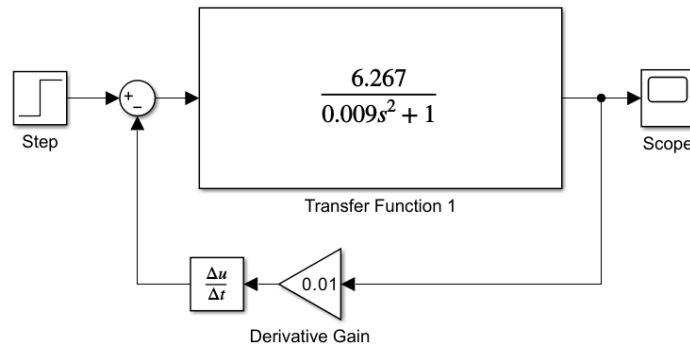 6.267
0.009s² + 1
+
−
Step
Scope
Transfer Function 1
Δu
Δt
0.01
Derivative Gain